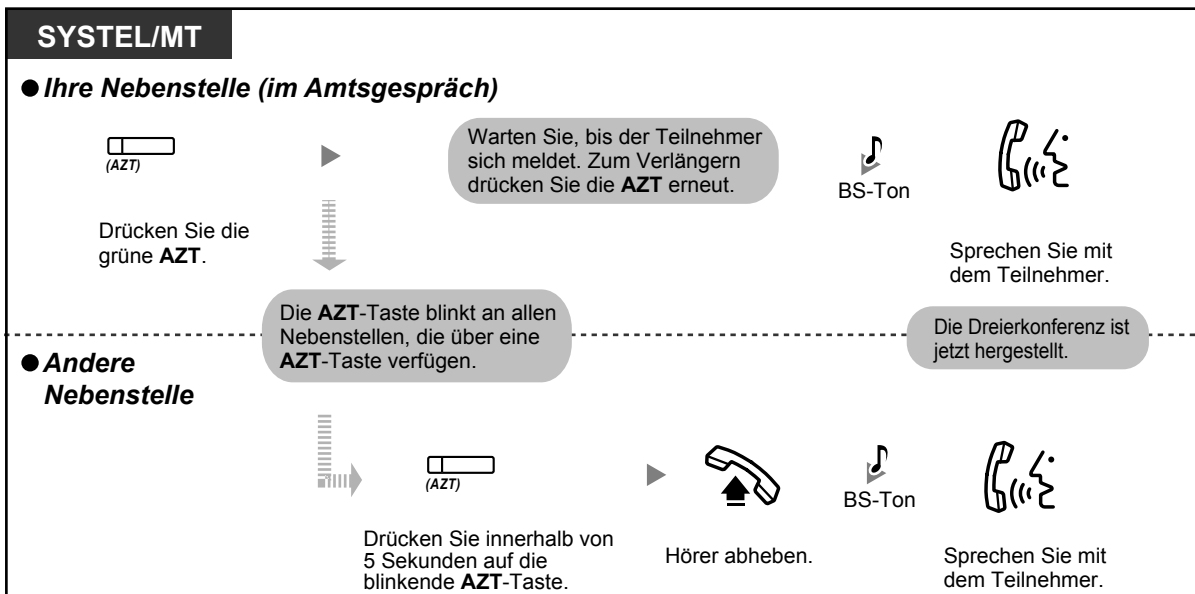 SYSTEL/MT
● Ihre Nebenstelle (im Amtsgespräch)
(AZT)
Drücken Sie die
grüne AZT.
Warten Sie, bis der Teilnehmer
sich meldet. Zum Verlängern
drücken Sie die AZT erneut.
BS-Ton
Sprechen Sie mit
dem Teilnehmer.
Die AZT-Taste blinkt an allen
Nebenstellen, die über eine
AZT-Taste verfügen.
Die Dreierkonferenz ist
jetzt hergestellt.
● Andere
Nebenstelle
(AZT)
Drücken Sie innerhalb von
5 Sekunden auf die
blinkende AZT-Taste.
Hörer abheben.
BS-Ton
Sprechen Sie mit
dem Teilnehmer.